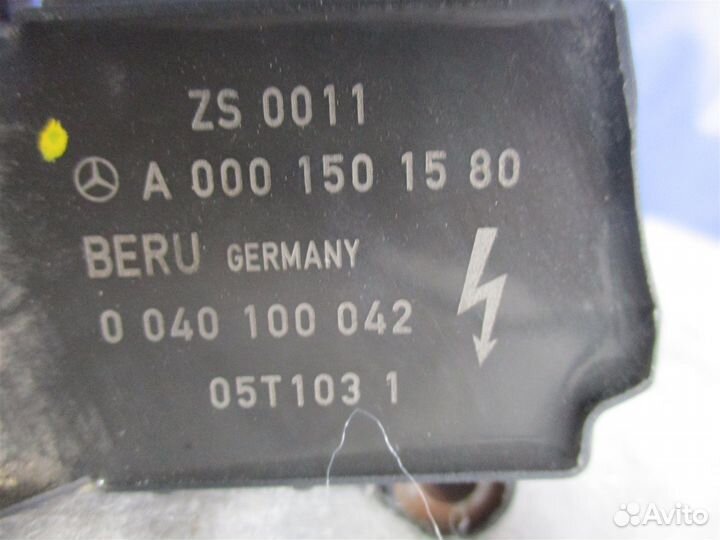 ZS 0011
A 000 150 15 80
BERU GERMANY
0 040 100 042
05T103 1
Avito